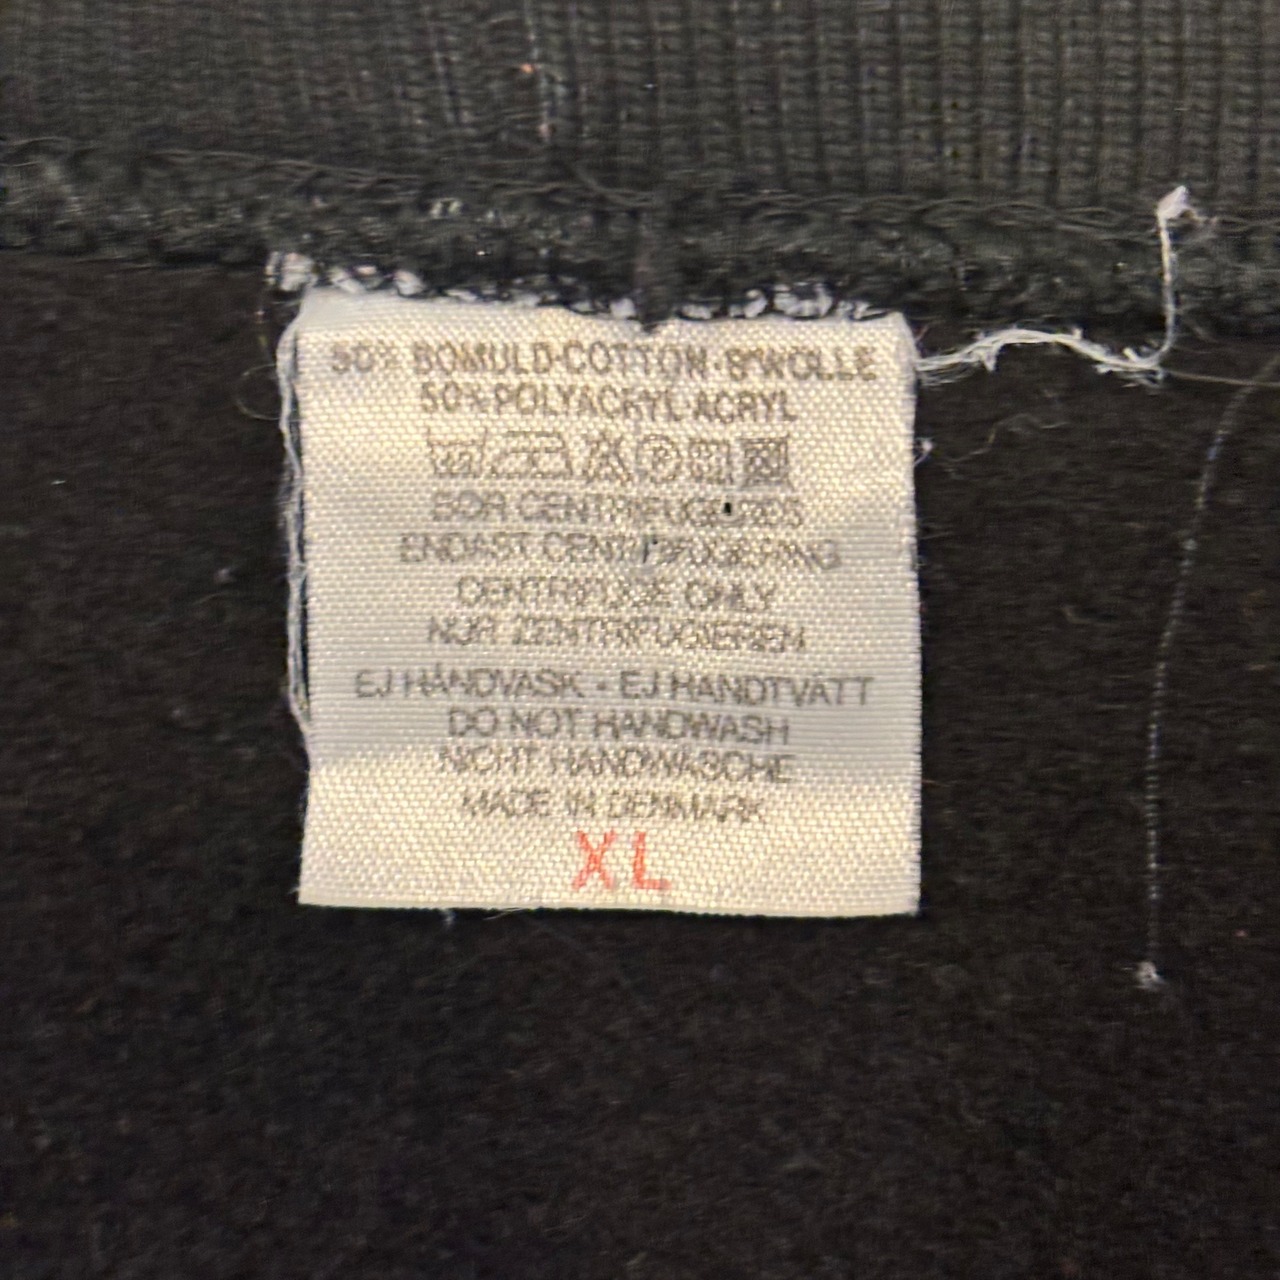 50% BOMULD·COTTON·B'WOLLE
50% POLYACRYL ACRYL
BØR CENTRIFUGERES
ENDAST CENTRIFUGERING
CENTRIFUGE ONLY
NUR ZENTRIFUGIEREN
EJ HÅNDVASK - EJ HANDTVÄTT
DO NOT HANDWASH
NICHT HANDWÄSCHE
MADE IN DENMARK
XL